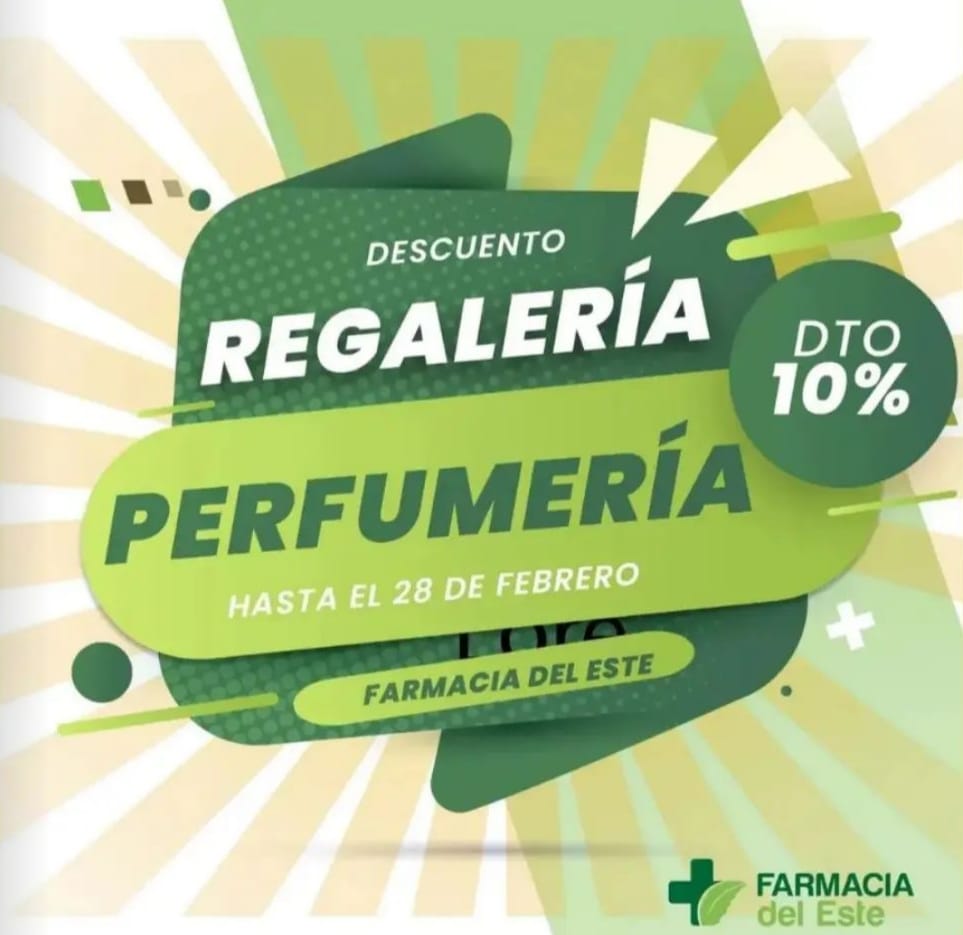 DESCUENTO
REGALERÍA
DTO
10%
PERFUMERÍA
HASTA EL 28 DE FEBRERO
FARMACIA DEL ESTE
FARMACIA
del Este